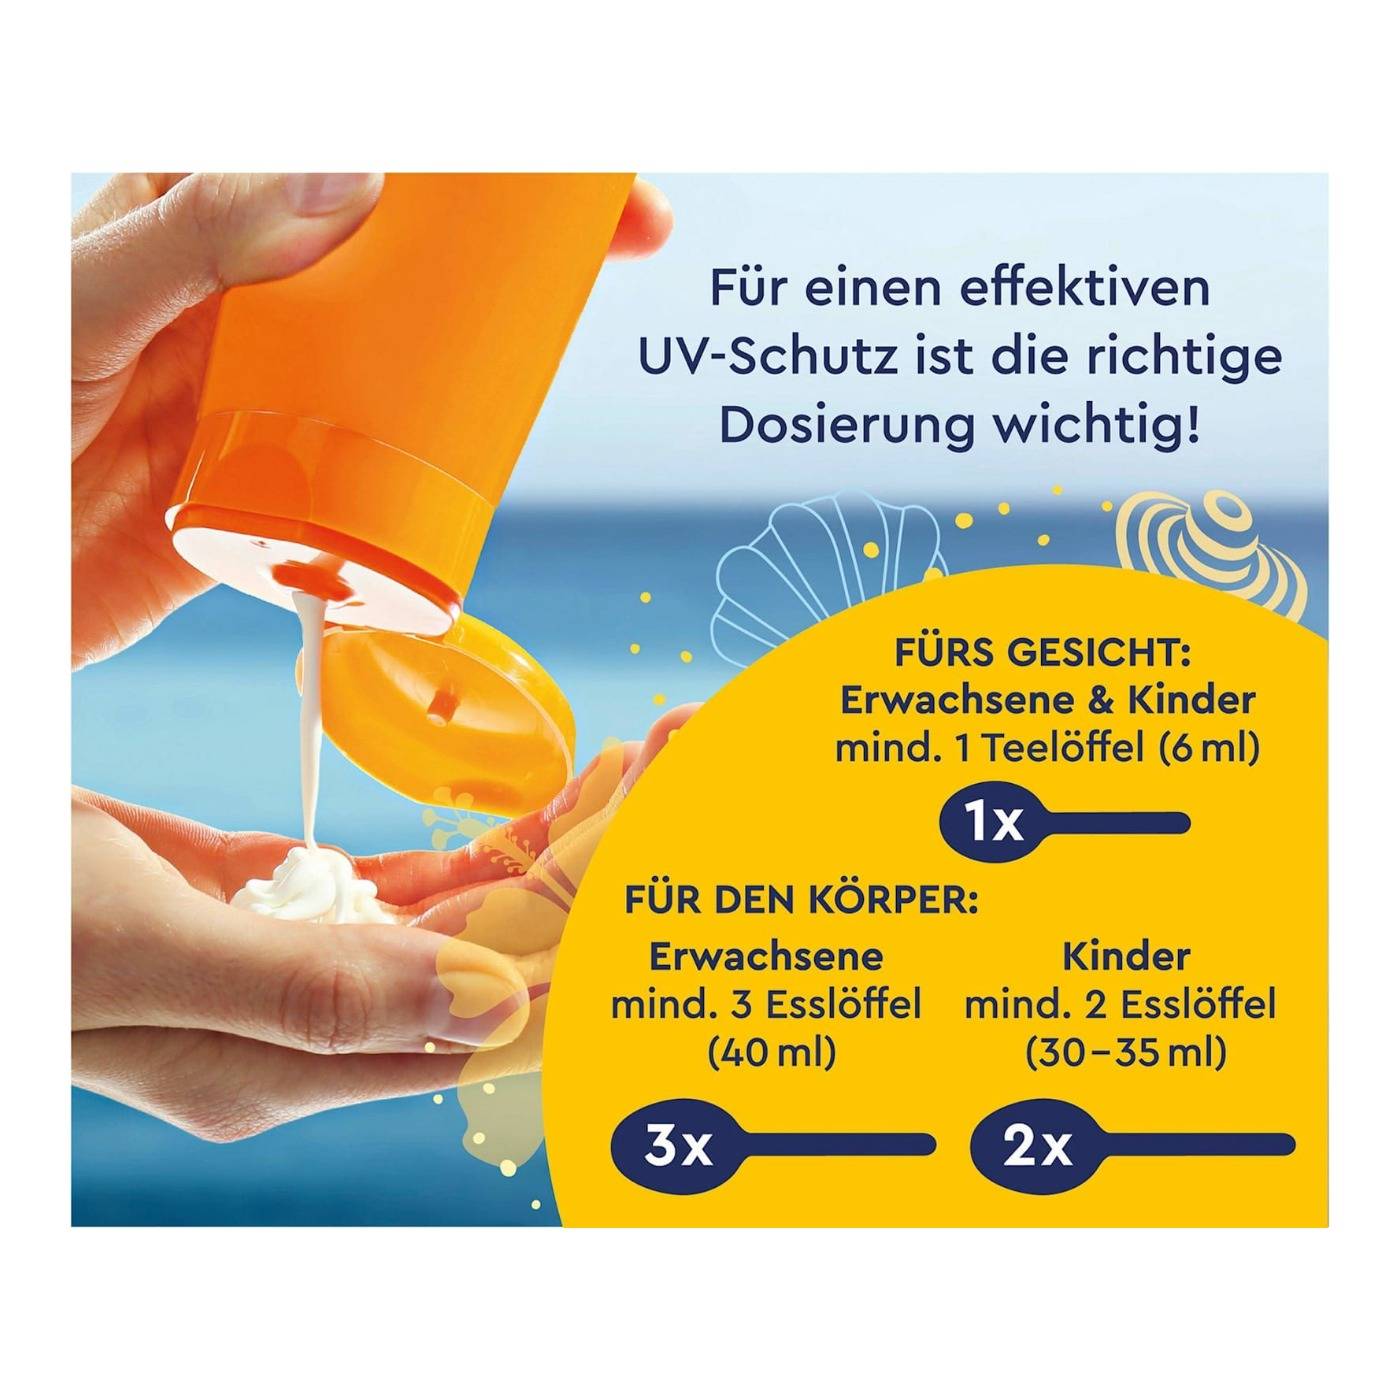 Für einen effektiven
UV-Schutz ist die richtige
Dosierung wichtig!
FÜRS GESICHT:
Erwachsene & Kinder
mind. 1 Teelöffel (6 ml)
1x
FÜR DEN KÖRPER:
Erwachsene
mind. 3 Esslöffel
(40 ml)
3x
Kinder
mind. 2 Esslöffel
(30–35 ml)
2x